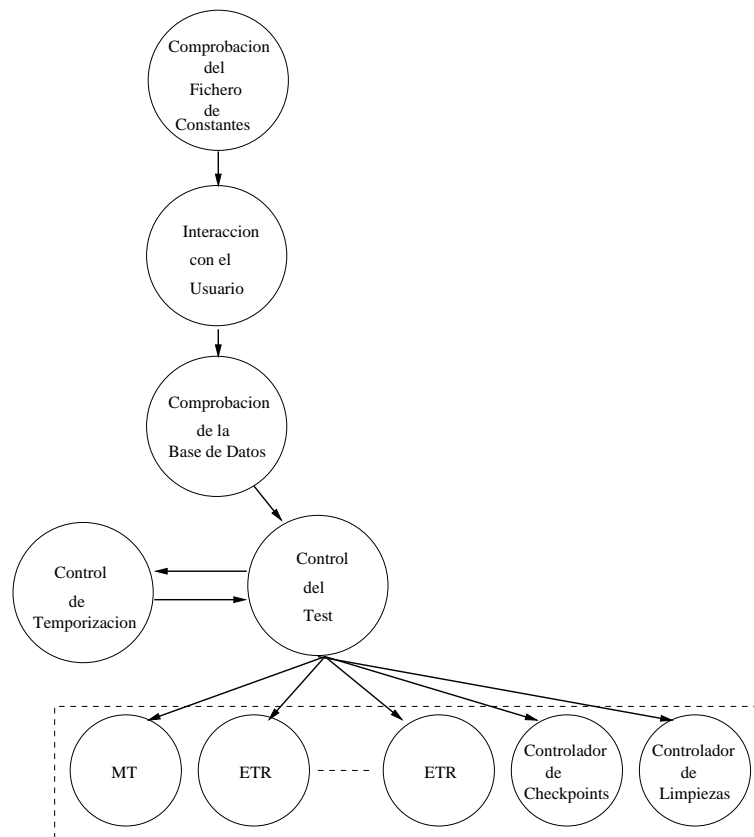 Comprobacion
del
Fichero
de
Constantes
Interaccion
con el
Usuario
Comprobacion
de la
Base de Datos
Control
de
Temporizacion
Control
del
Test
MT
ETR
ETR
Controlador
de
Checkpoints
Controlador
de
Limpiezas